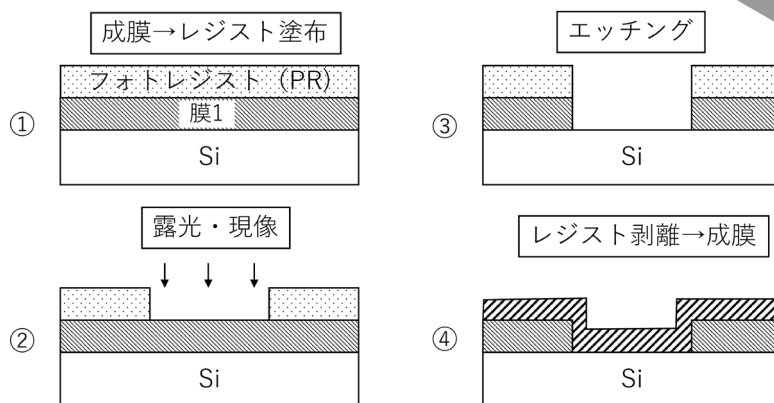 成膜→レジスト塗布
フォトレジスト（PR）
膜1
①
Si
露光・現像
②
Si
エッチング
③
Si
レジスト剥離→成膜
④
Si